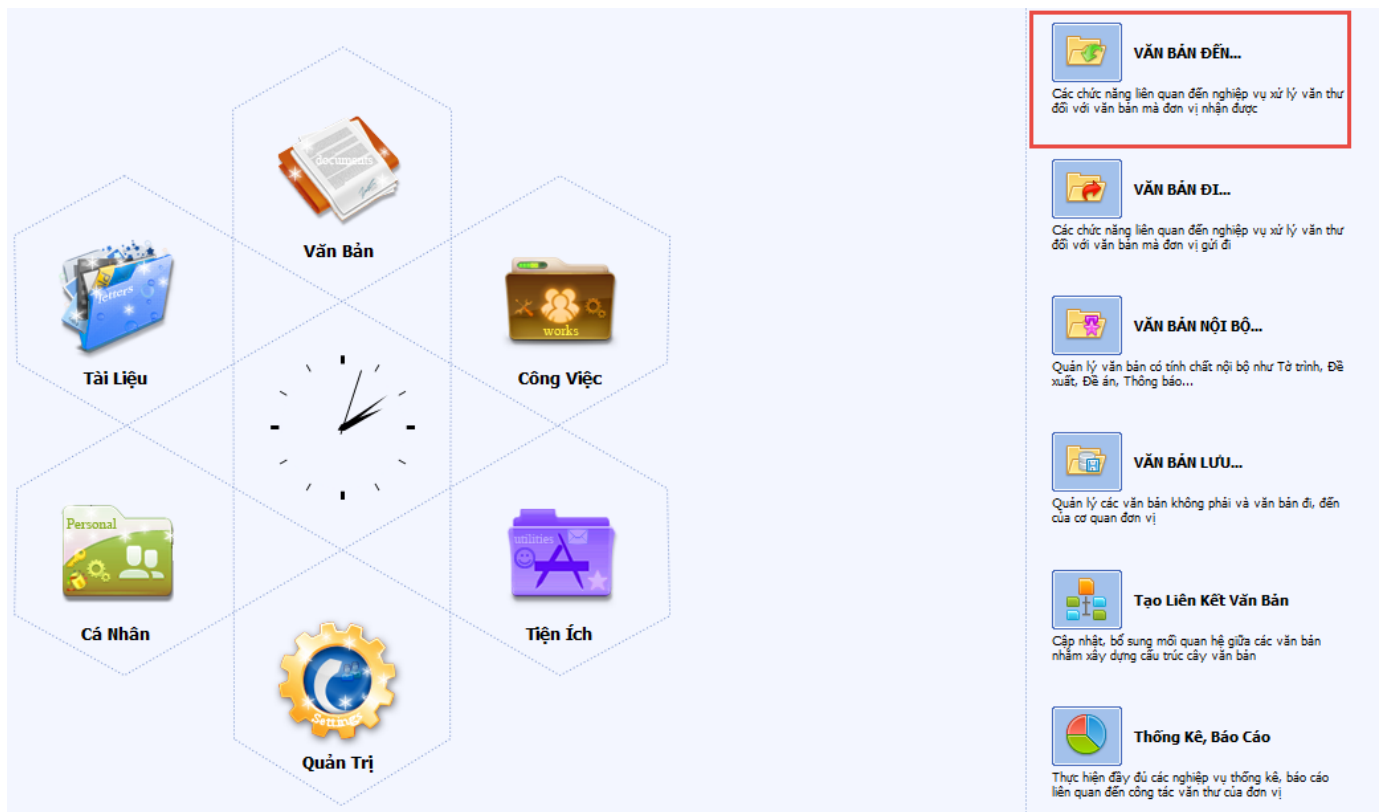 documents
Văn Bản
letters
Tài Liệu
works
Công Việc
Personal
Cá Nhân
utilities
Tiện Ích
Settings
Quản Trị
VĂN BẢN ĐẾN...
Các chức năng liên quan đến nghiệp vụ xử lý văn thư
đối với văn bản mà đơn vị nhận được
VĂN BẢN ĐI...
Các chức năng liên quan đến nghiệp vụ xử lý văn thư
đối với văn bản mà đơn vị gửi đi
VĂN BẢN NỘI BỘ...
Quản lý văn bản có tính chất nội bộ như Tờ trình, Đề
xuất, Đề án, Thông báo...
VĂN BẢN LƯU...
Quản lý các văn bản không phải và văn bản đi, đến
của cơ quan đơn vị
Tạo Liên Kết Văn Bản
Cập nhật, bổ sung mối quan hệ giữa các văn bản
nhằm xây dựng cấu trúc cây văn bản
Thống Kê, Báo Cáo
Thực hiện đầy đủ các nghiệp vụ thống kê, báo cáo
liên quan đến công tác văn thư của đơn vị